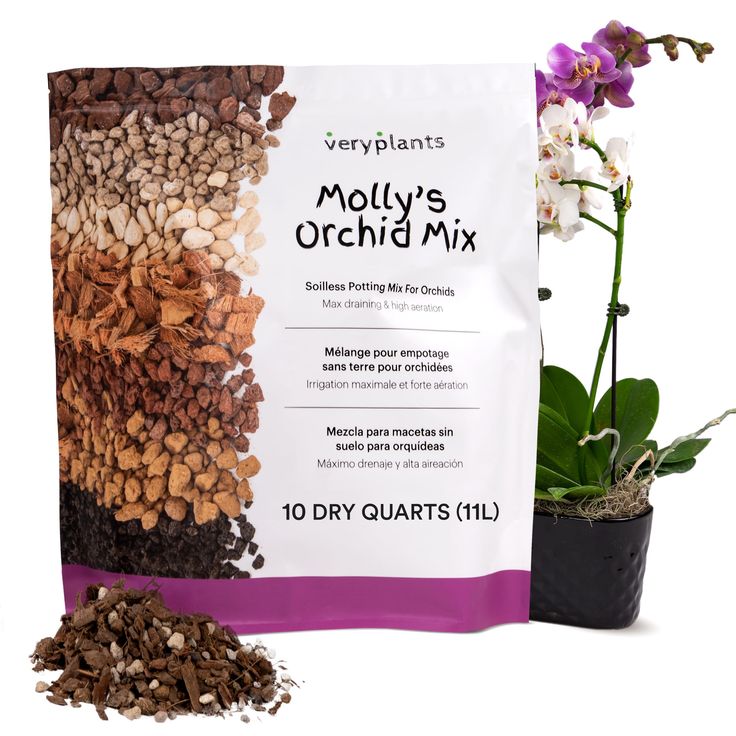 veryplants
Molly's
Orchid Mix
Soilless Potting Mix For Orchids
Max draining & high aeration
Mélange pour empotage
sans terre pour orchidées
Irrigation maximale et forte aération
Mezcla para macetas sin
suelo para orquídeas
Máximo drenaje y alta aireación
10 DRY QUARTS (11L)